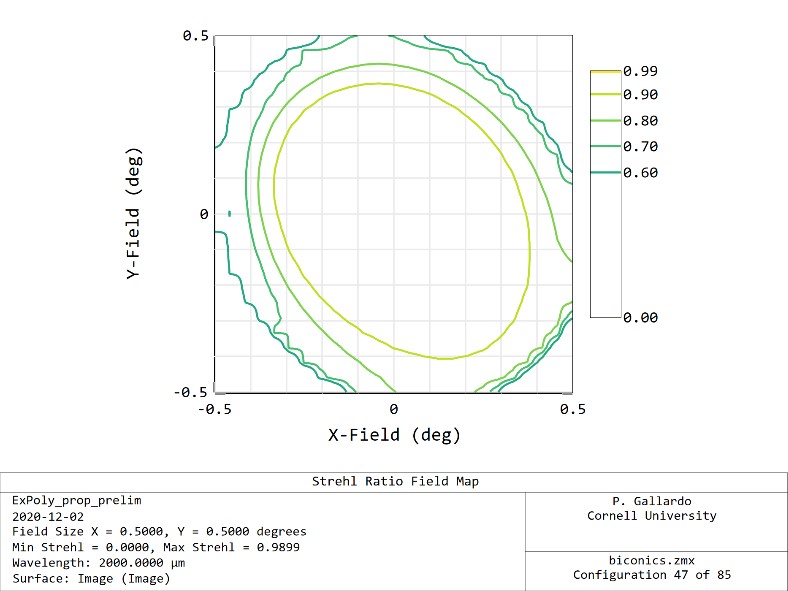 0.5
0
-0.5
-0.5
0
0.5
Y-Field (deg)
X-Field (deg)
0.99
0.90
0.80
0.70
0.60
0.00
Strehl Ratio Field Map
ExPoly_prop_prelim
2020-12-02
Field Size X = 0.5000, Y = 0.5000 degrees
Min Strehl = 0.0000, Max Strehl = 0.9899
Wavelength: 2000.0000 µm
Surface: Image (Image)
P. Gallardo
Cornell University
biconics.zmx
Configuration 47 of 85